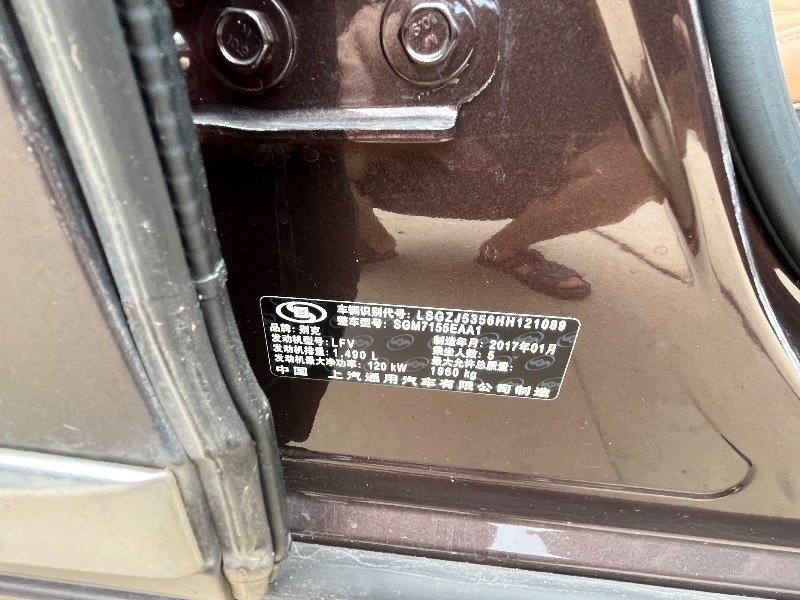 车辆识别代号: LSGZJ5356HH121089
整车型号: SGM7155EAA1
品牌: 别克
发动机型号: LFV 制造年月: 2017年01月
发动机排量: 1.490 L 乘坐人数: 5
发动机最大净功率: 120 kW 最大允许总质量: 1960 kg
中国 上汽通用汽车有限公司制造
10.9